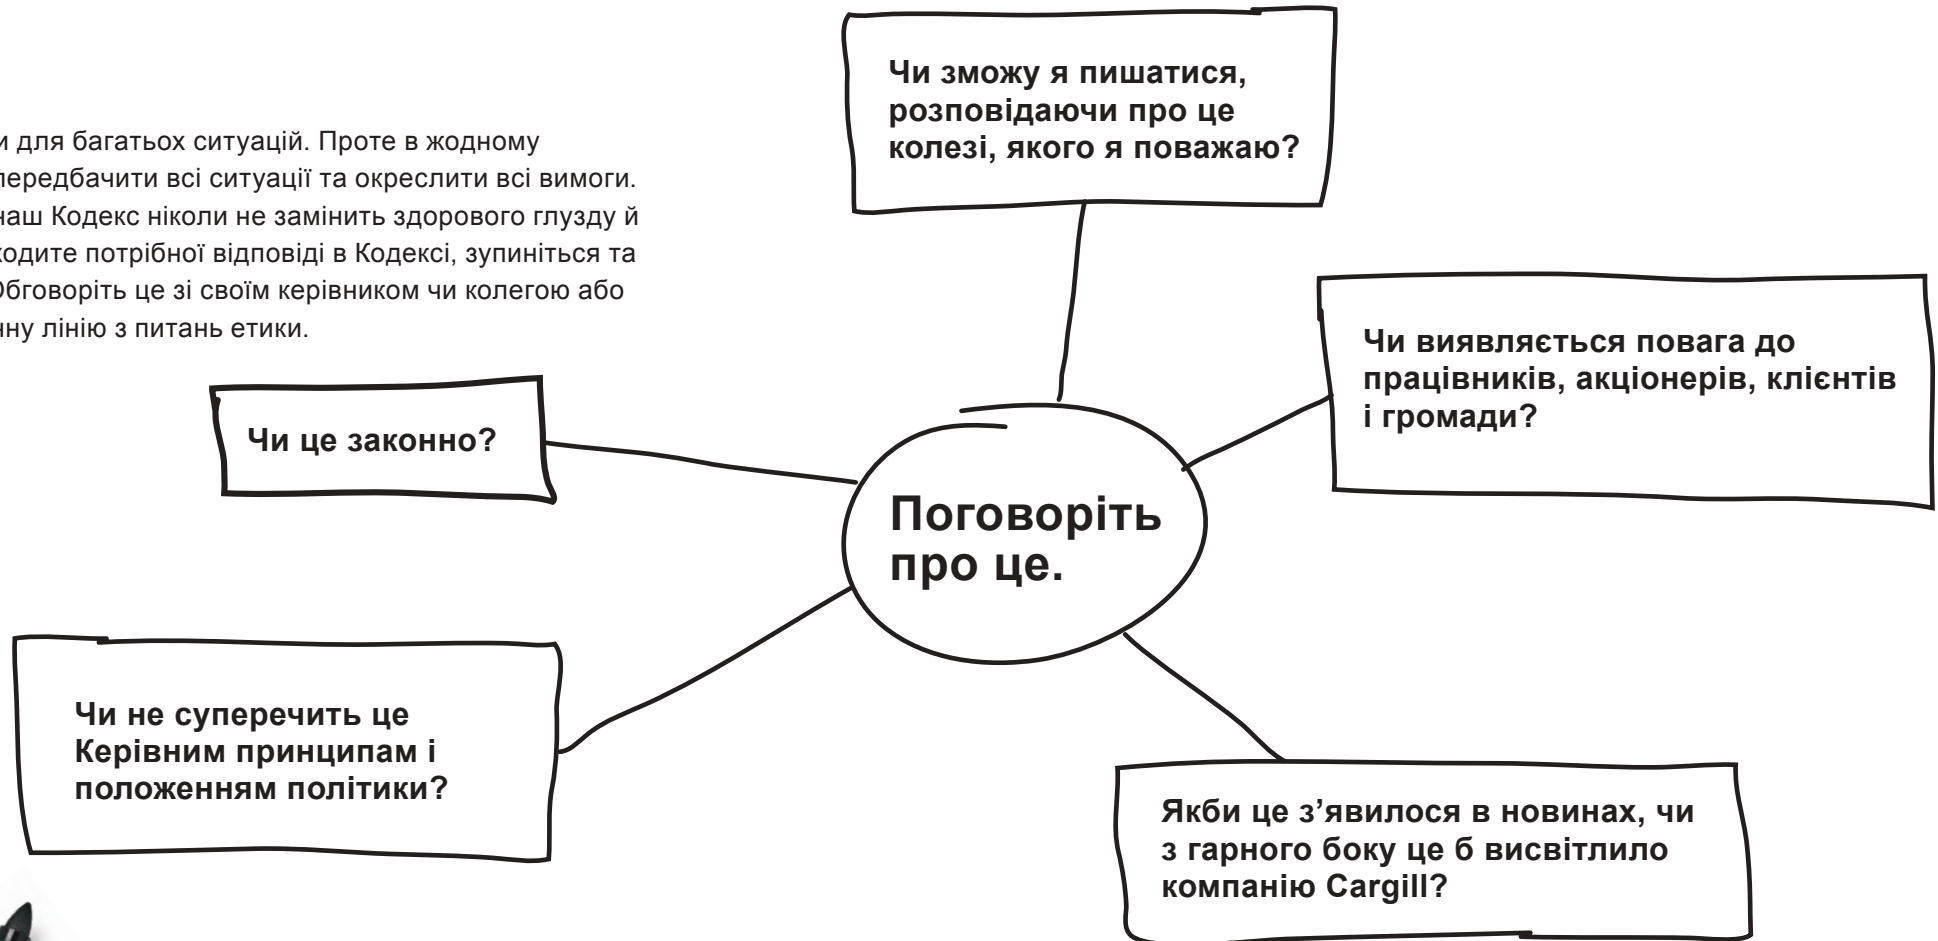 для багатьох ситуацій. Проте в жодному
передбачити всі ситуації та окреслити всі вимоги.
наш Кодекс ніколи не замінить здорового глузду й
потрібної відповіді в Кодексі, зупиніться та
Обговоріть це зі своїм керівником чи колегою або
лінію з питань етики.
Чи зможу я пишатися,
розповідаючи про це
колезі, якого я поважаю?
Чи виявляється повага до
працівників, акціонерів, клієнтів
і громади?
Чи це законно?
Поговоріть
про це.
Чи не суперечить це
Керівним принципам і
положенням політики?
Якби це з’явилося в новинах, чи
з гарного боку це б висвітлило
компанію Cargill?